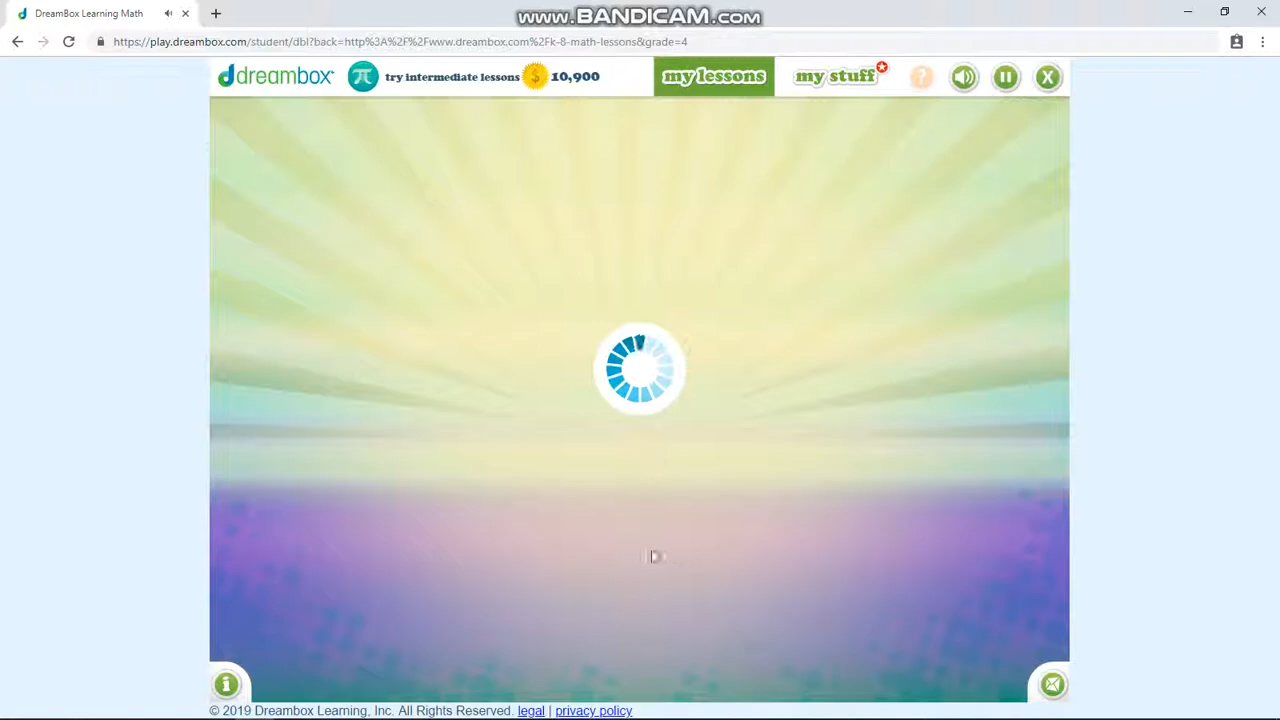 DreamBox Learning Math
www.BANDICAM.com
https://play.dreambox.com/student/dbl?back=http%3A%2F%2Fwww.dreambox.com%2Fk-8-math-lessons&grade=4
dreambox
π try intermediate lessons $ 10,900
my lessons
my stuff
?
X
i
© 2019 Dreambox Learning, Inc. All Rights Reserved. legal | privacy policy